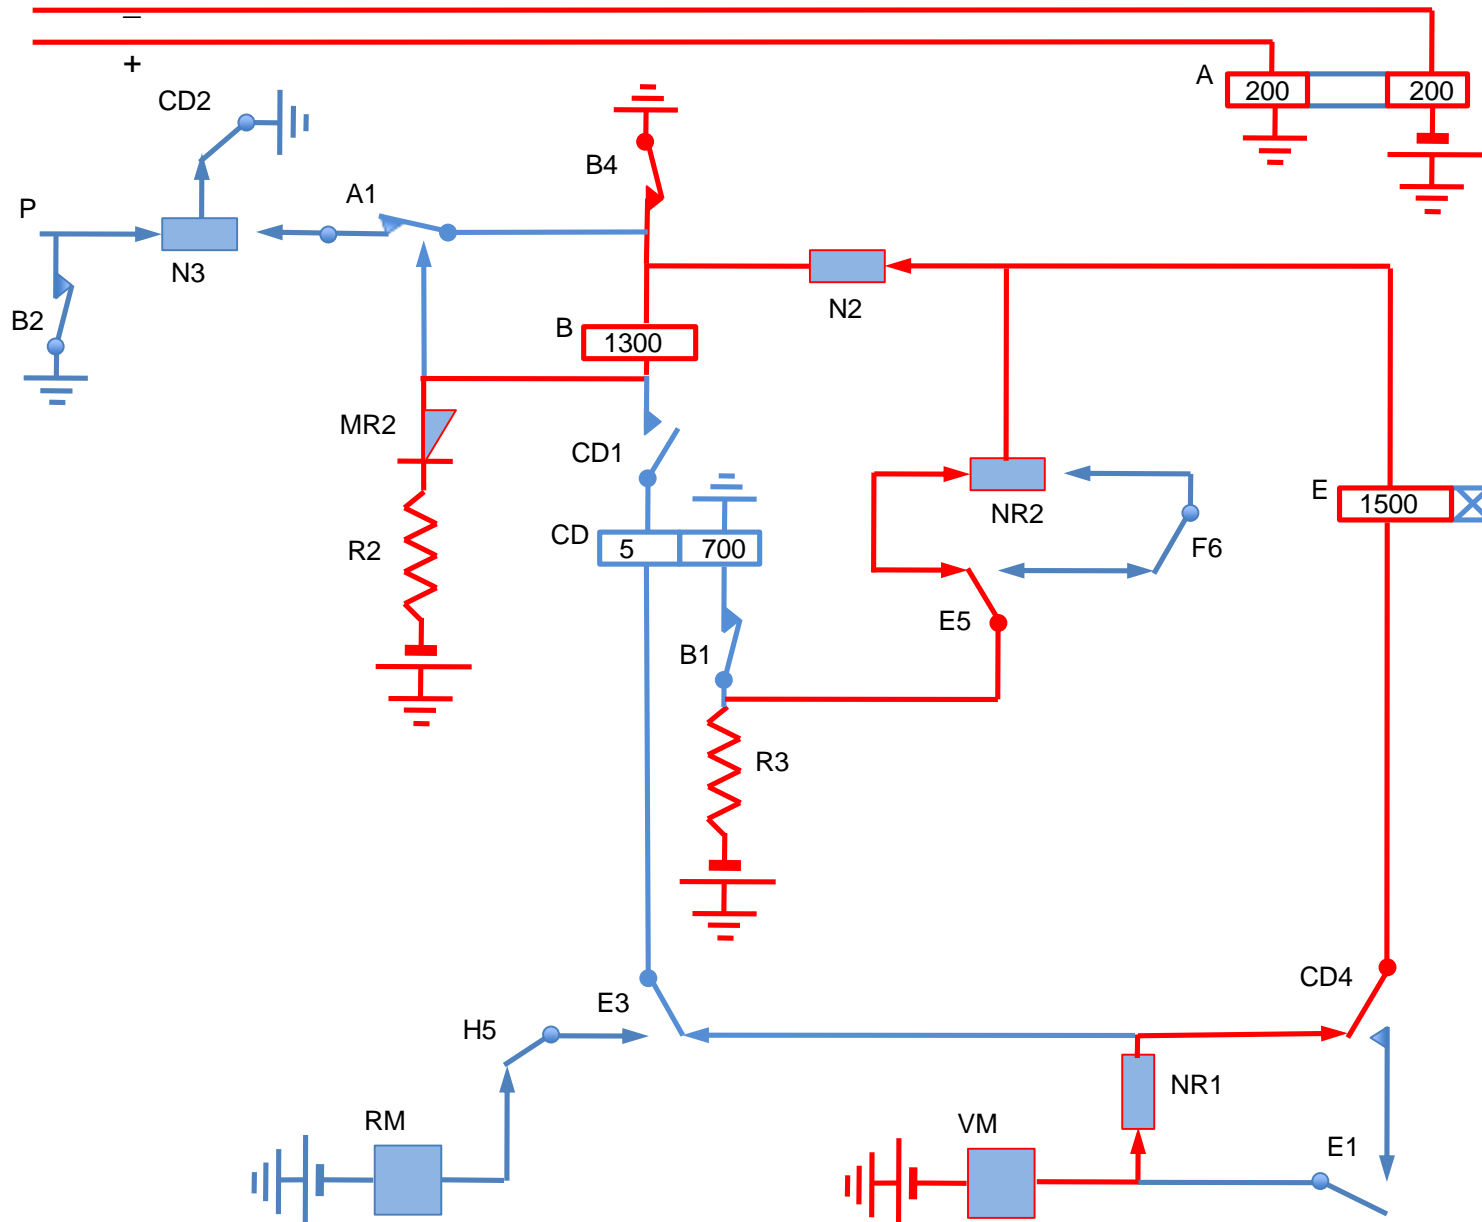 –
+
A
200
200
CD2
B4
P
A1
N3
N2
B2
B
1300
MR2
CD1
E
1500
NR2
CD
5
700
R2
F6
E5
B1
R3
CD4
E3
H5
NR1
RM
VM
E1